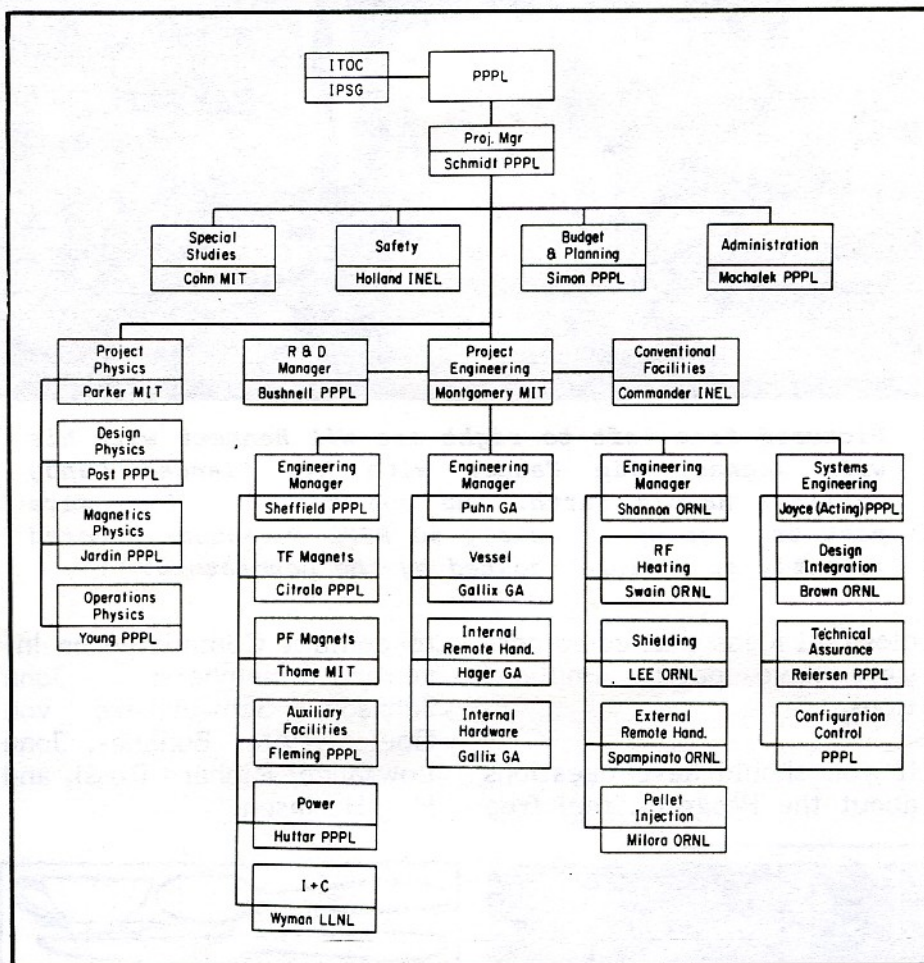 ITOC
IPSG
PPPL
Proj. Mgr
Schmidt PPPL
Special
Studies
Cohn MIT
Safety
Holland INEL
Budget
& Planning
Simon PPPL
Administration
Machalek PPPL
Project
Physics
Parker MIT
R & D
Manager
Bushnell PPPL
Project
Engineering
Montgomery MIT
Conventional
Facilities
Commander INEL
Design
Physics
Post PPPL
Magnetics
Physics
Jardin PPPL
Operations
Physics
Young PPPL
Engineering
Manager
Sheffield PPPL
TF Magnets
Citrolo PPPL
PF Magnets
Thome MIT
Auxiliary
Facilities
Fleming PPPL
Power
Huttar PPPL
I + C
Wyman LLNL
Engineering
Manager
Puhn GA
Vessel
Gallix GA
Internal
Remote Hand.
Hager GA
Internal
Hardware
Gallix GA
Engineering
Manager
Shannon ORNL
RF
Heating
Swain ORNL
Shielding
LEE ORNL
External
Remote Hand.
Spampinato ORNL
Pellet
Injection
Milora ORNL
Systems
Engineering
Joyce (Acting) PPPL
Design
Integration
Brown ORNL
Technical
Assurance
Reiersen PPPL
Configuration
Control
PPPL